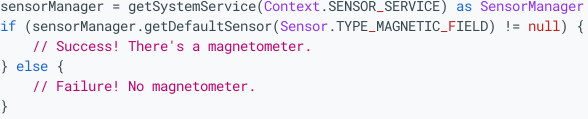 sensorManager = getSystemService(Context.SENSOR_SERVICE) as SensorManager
if (sensorManager.getDefaultSensor(Sensor.TYPE_MAGNETIC_FIELD) != null) {
    // Success! There's a magnetometer.
} else {
    // Failure! No magnetometer.
}